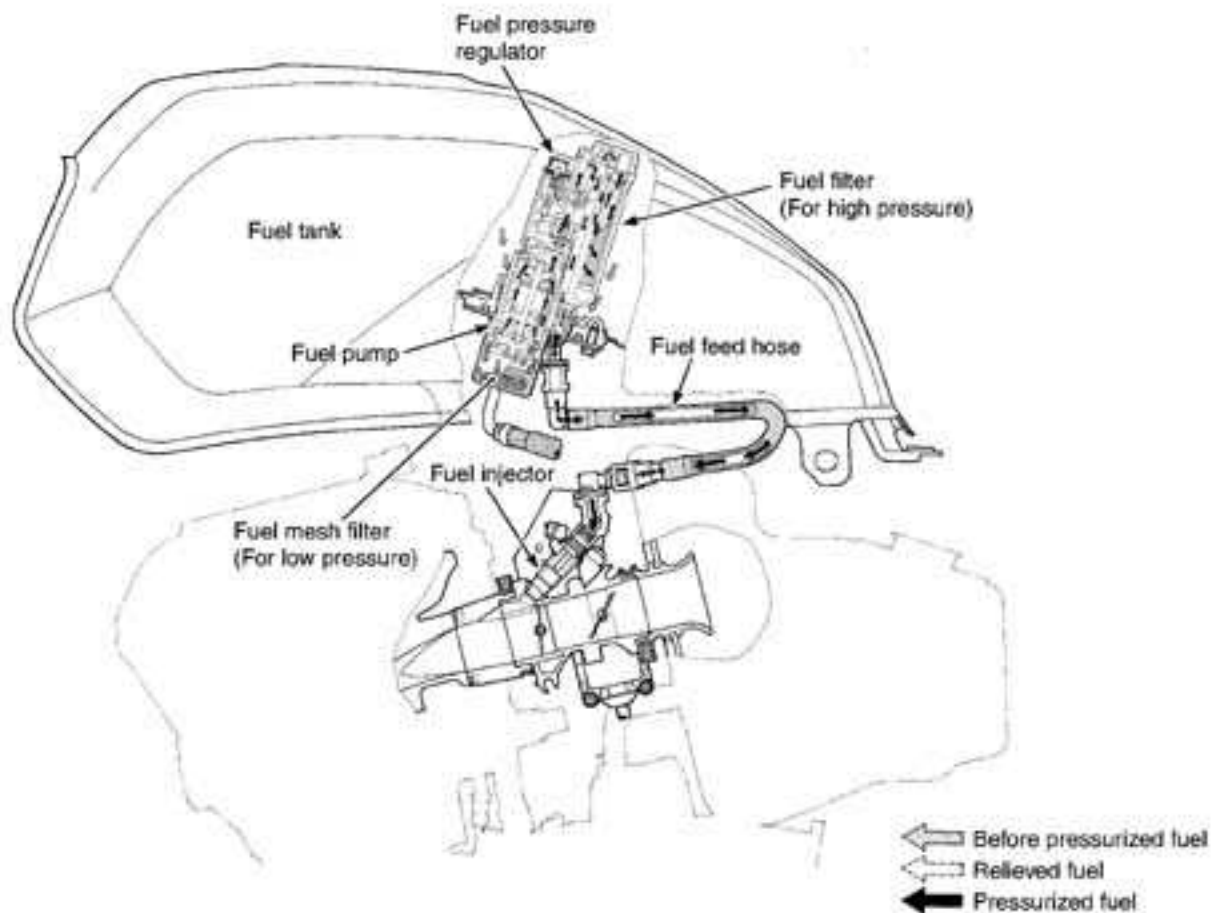 Fuel pressure
regulator
Fuel filter
(For high pressure)
Fuel tank
Fuel pump
Fuel feed hose
Fuel injector
Fuel mesh filter
(For low pressure)
Before pressurized fuel
Relieved fuel
Pressurized fuel